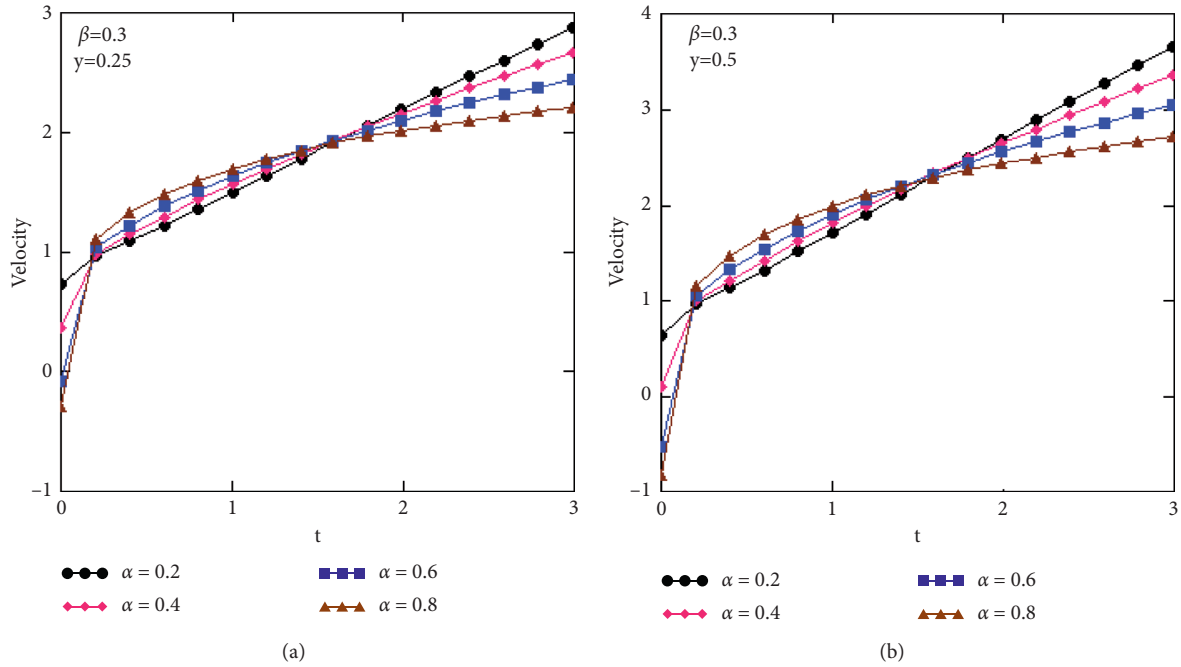 β=0.3
y=0.25
3
2
1
0
−1
Velocity
0 1 2 3
t
α = 0.2
α = 0.4
α = 0.6
α = 0.8
(a)
β=0.3
y=0.5
4
3
2
1
0
−1
Velocity
0 1 2 3
t
α = 0.2
α = 0.4
α = 0.6
α = 0.8
(b)